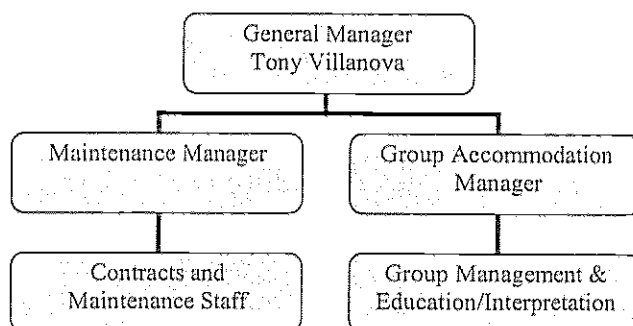 General Manager
Tony Villanova
Maintenance Manager
Group Accommodation
Manager
Contracts and
Maintenance Staff
Group Management &
Education/Interpretation